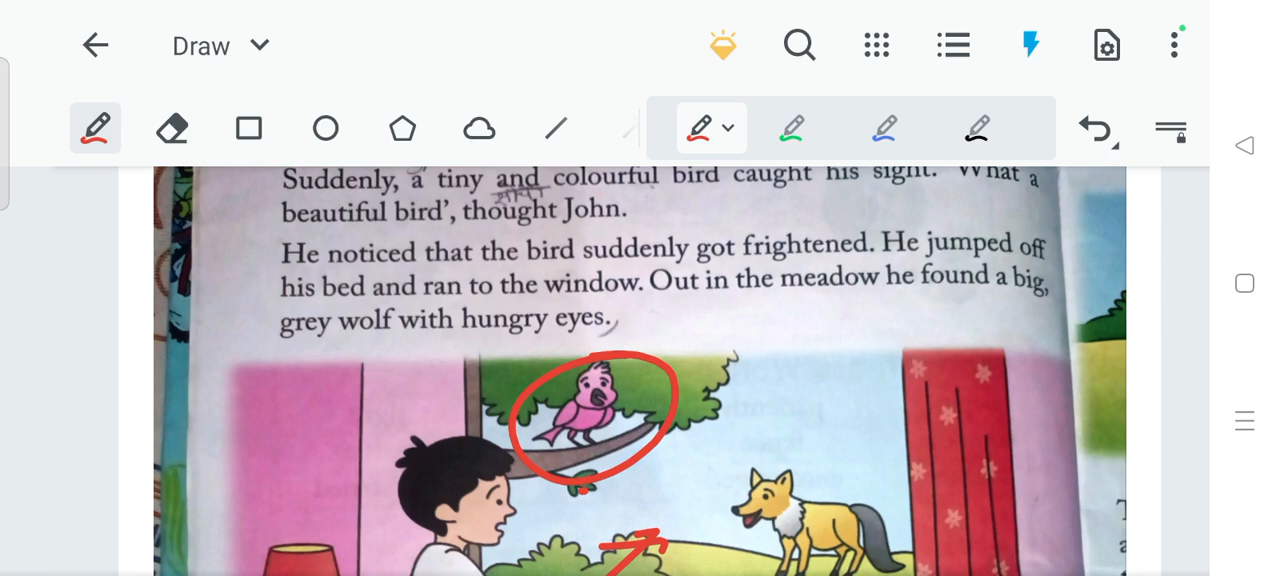 Draw
Suddenly, a tiny and colourful bird caught his sight. 'What a
beautiful bird', thought John.
He noticed that the bird suddenly got frightened. He jumped off
his bed and ran to the window. Out in the meadow he found a big,
grey wolf with hungry eyes.